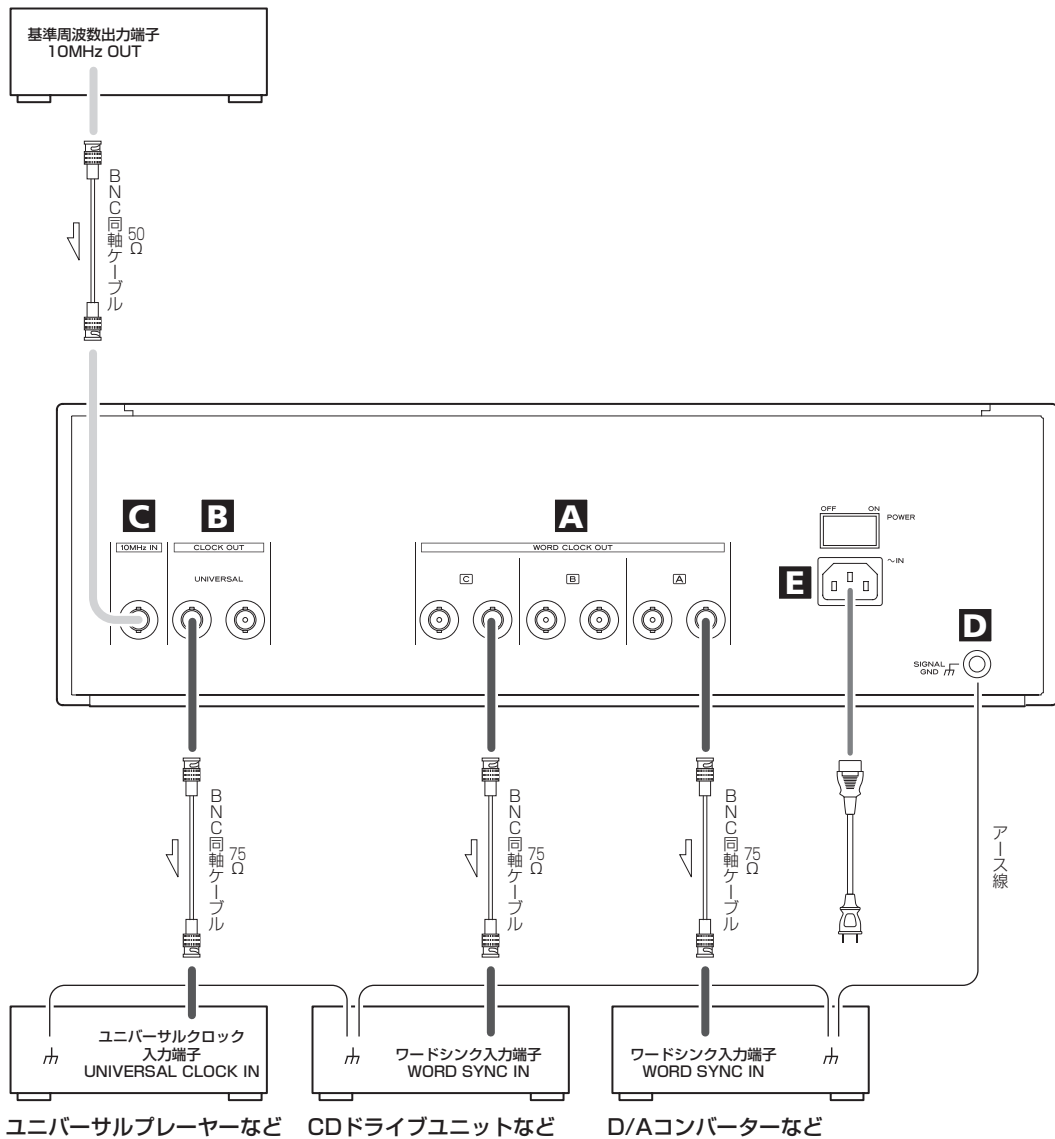 基準周波数出力端子
10MHz OUT
BNC同軸ケーブル
50Ω
C
B
A
10MHz IN
CLOCK OUT
WORD CLOCK OUT
OFF ON
POWER
UNIVERSAL
C
B
A
E
～IN
D
SIGNAL
GND
BNC同軸ケーブル
75Ω
BNC同軸ケーブル
75Ω
BNC同軸ケーブル
75Ω
アース線
ユニバーサルクロック
入力端子
UNIVERSAL CLOCK IN
ワードシンク入力端子
WORD SYNC IN
ワードシンク入力端子
WORD SYNC IN
ユニバーサルプレーヤーなど
CDドライブユニットなど
D/Aコンバーターなど